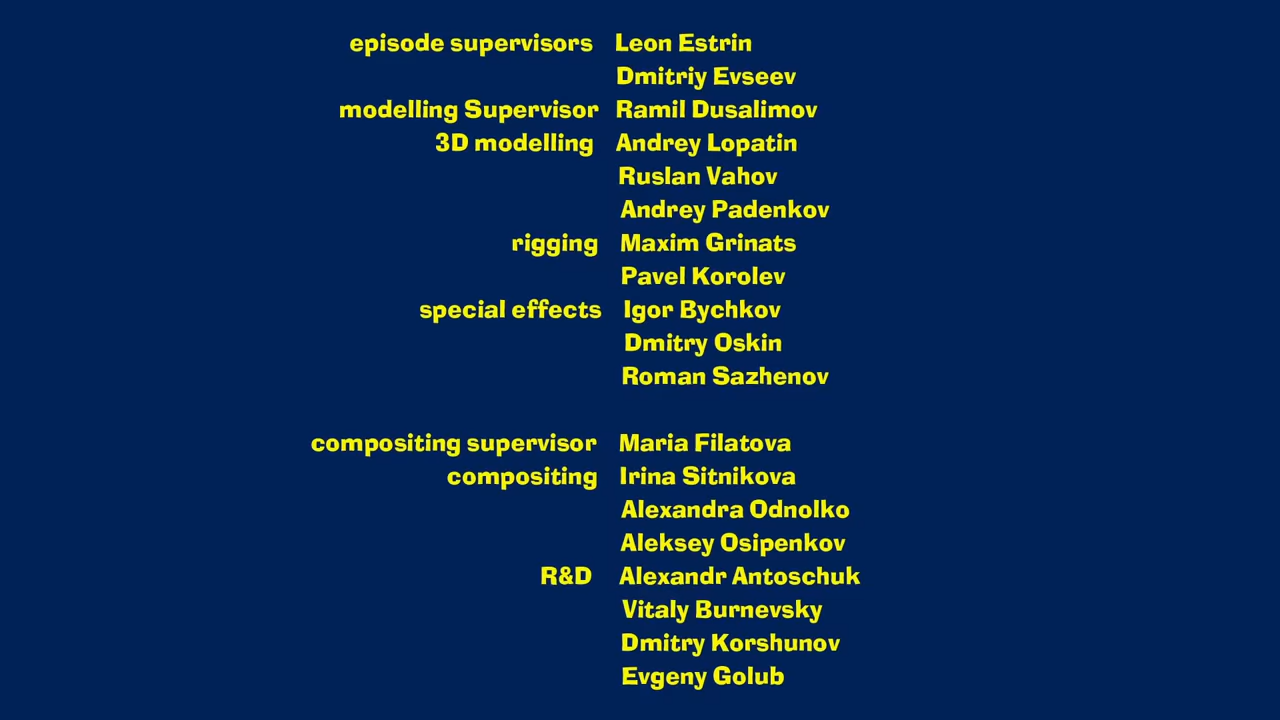 episode supervisors Leon Estrin
Dmitriy Evseev
modelling Supervisor Ramil Dusalimov
3D modelling Andrey Lopatin
Ruslan Vahov
Andrey Padenkov
rigging Maxim Grinats
Pavel Korolev
special effects Igor Bychkov
Dmitry Oskin
Roman Sazhenov
compositing supervisor Maria Filatova
compositing Irina Sitnikova
Alexandra Odnolko
Aleksey Osipenkov
R&D Alexandr Antoschuk
Vitaly Burnevsky
Dmitry Korshunov
Evgeny Golub